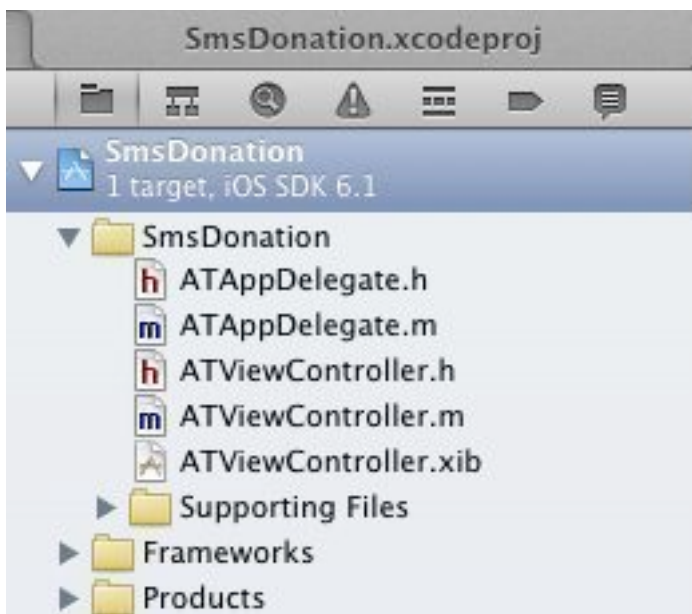 SmsDonation.xcodeproj
SmsDonation
1 target, iOS SDK 6.1
SmsDonation
h ATAppDelegate.h
m ATAppDelegate.m
h ATViewController.h
m ATViewController.m
ATViewController.xib
Supporting Files
Frameworks
Products